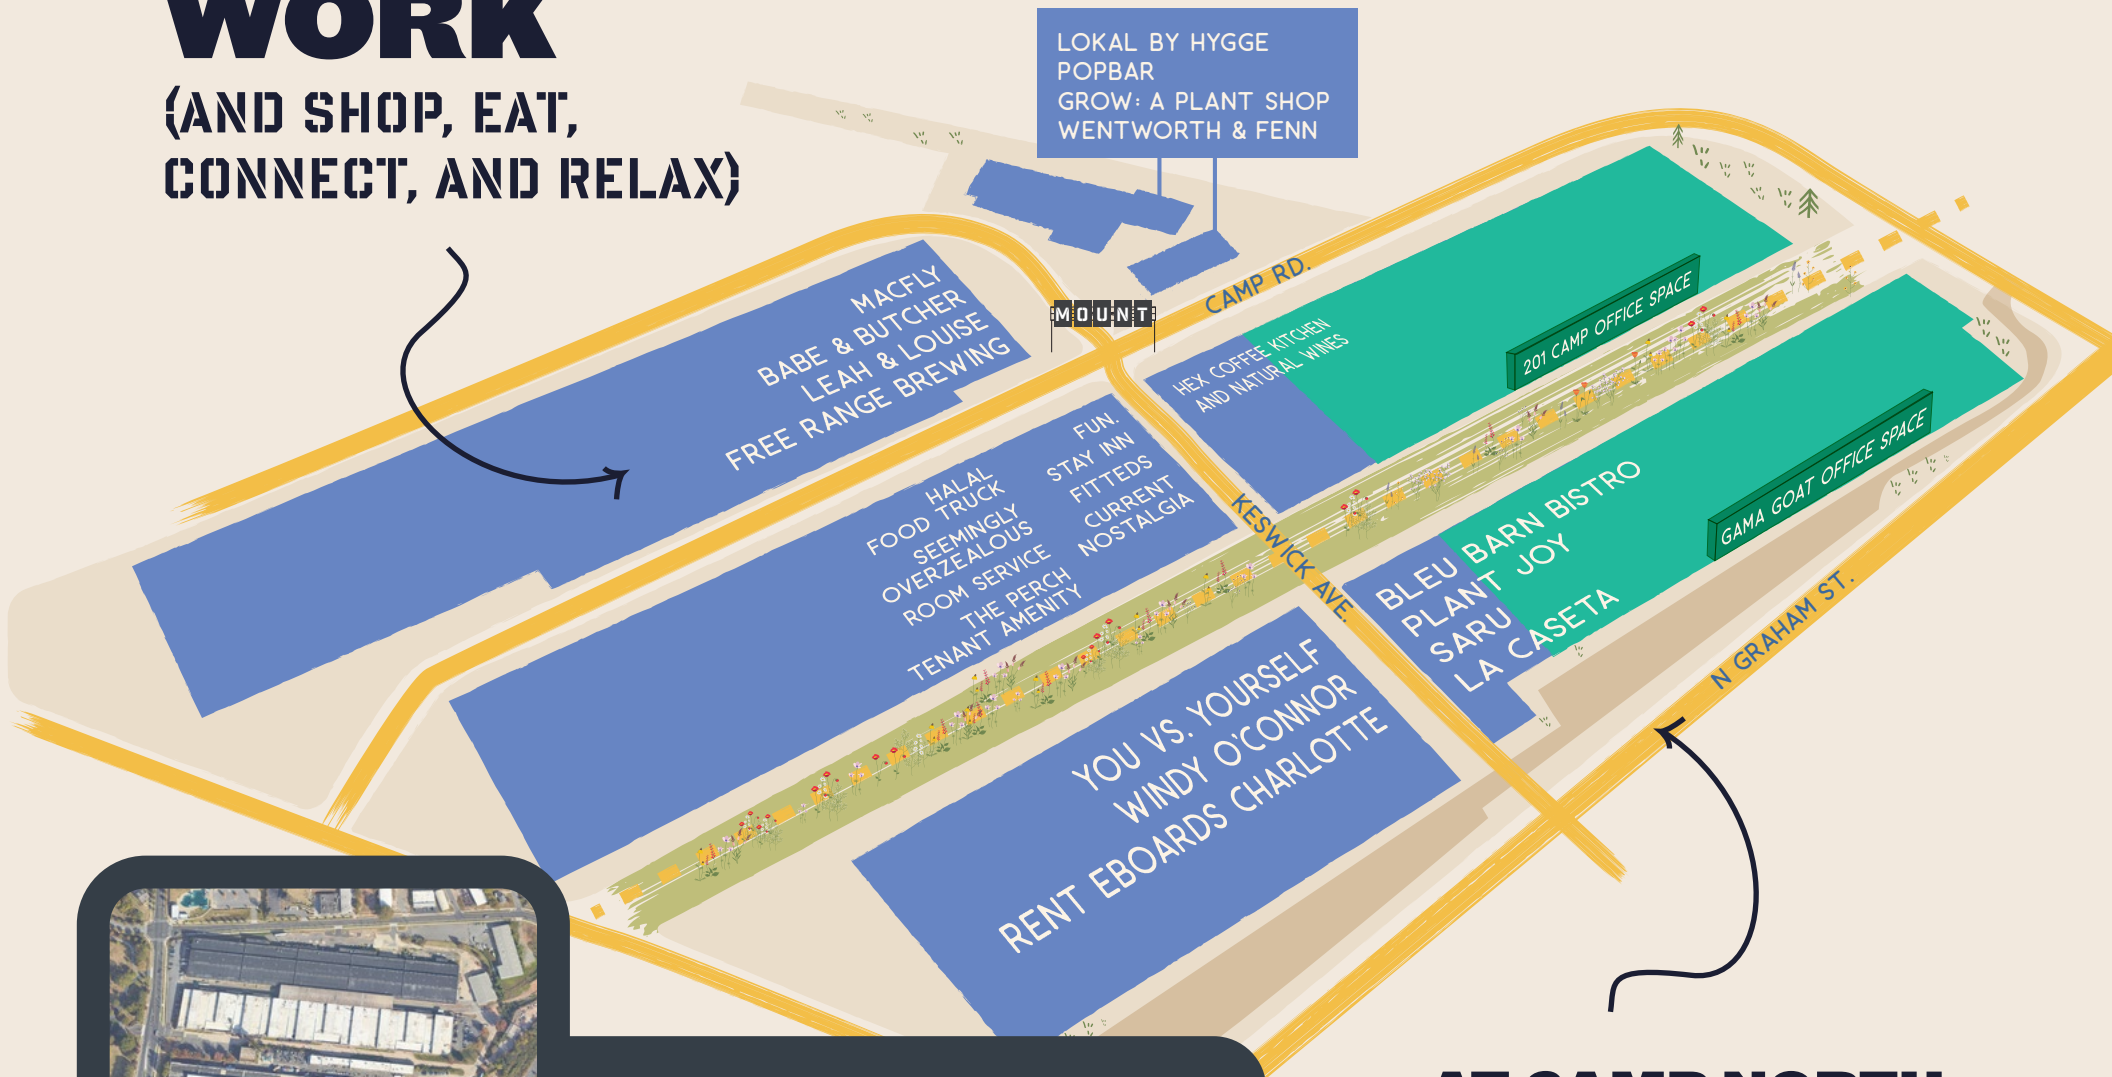 WORK
(AND SHOP, EAT,
CONNECT, AND RELAX)
LOKAL BY HYGGE
POPBAR
GROW: A PLANT SHOP
WENTWORTH & FENN
MACFLY
BABE & BUTCHER
LEAH & LOUISE
FREE RANGE BREWING
MOUNT
CAMP RD.
HEX COFFEE KITCHEN
AND NATURAL WINES
201 CAMP OFFICE SPACE
FUN.
STAY INN
FITTEDS
CURRENT
NOSTALGIA
HALAL
FOOD TRUCK
SEEMINGLY
OVERZEALOUS
ROOM SERVICE
THE PERCH
TENANT AMENITY
KESWICK AVE.
BLEU BARN BISTRO
PLANT JOY
SARU
LA CASETA
GAMA GOAT OFFICE SPACE
N GRAHAM ST.
YOU VS. YOURSELF
WINDY O'CONNOR
RENT EBOARDS CHARLOTTE
AT CAMP NORTH